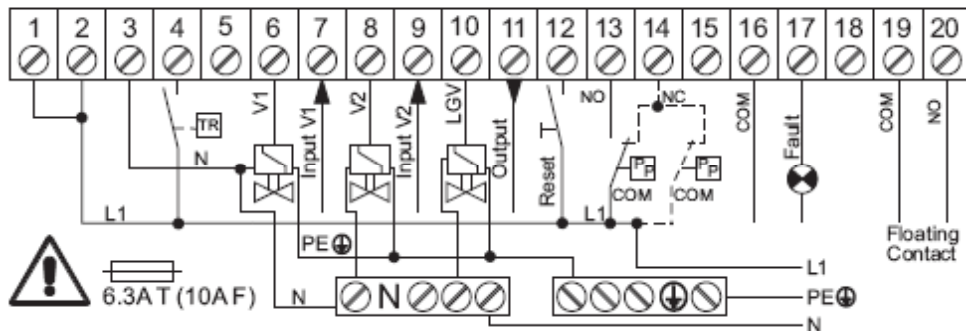 1 2 3 4 5 6 7 8 9 10 11 12 13 14 15 16 17 18 19 20
V1 Input V1 V2 Input V2 LGV Output Reset NO NC COM Fault COM NO
TR
N
P P P P
COM COM
L1 L1
PE
Floating
Contact
L1
6.3A T (10A F) N N PE
N